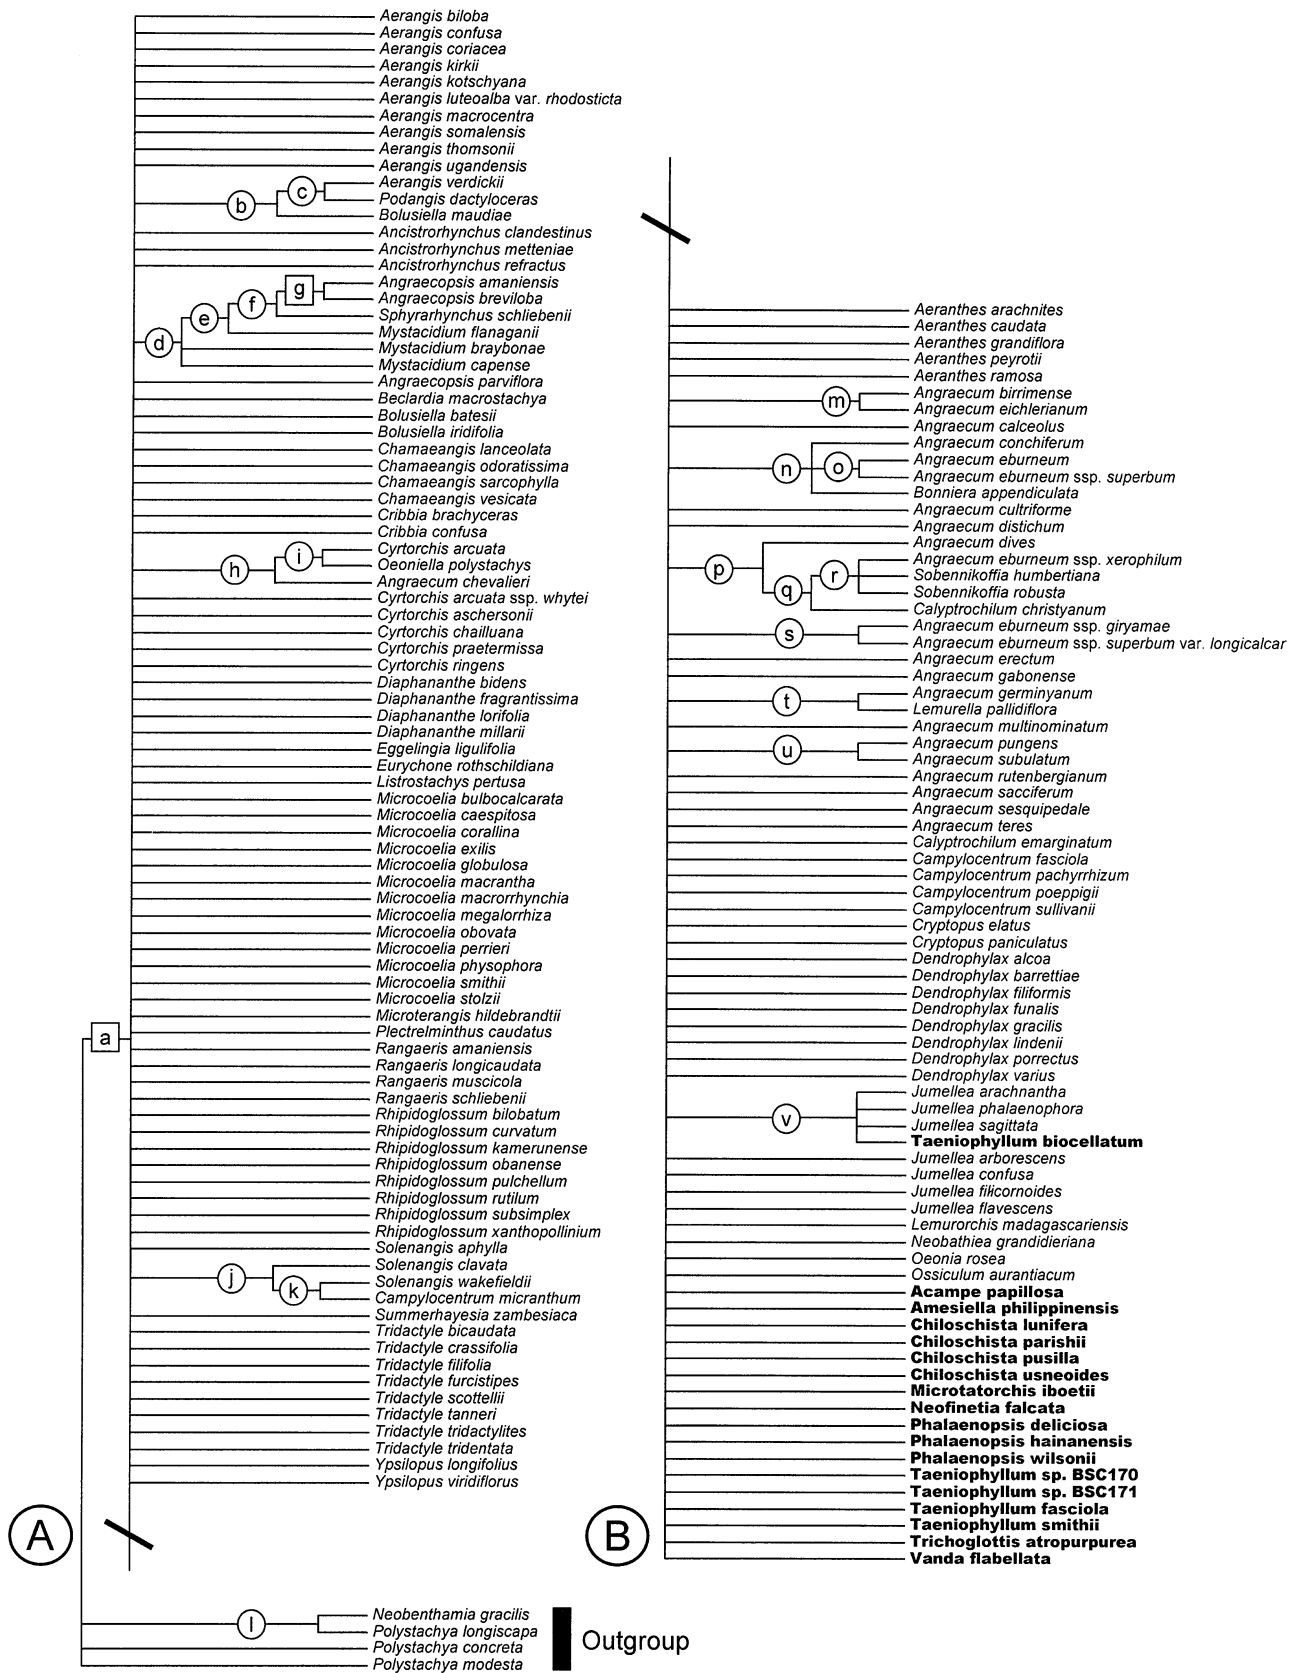 Aerangis biloba
Aerangis confusa
Aerangis coriacea
Aerangis kirkii
Aerangis kotschyana
Aerangis luteoalba var. rhodosticta
Aerangis macrocentra
Aerangis somalensis
Aerangis thomsonii
Aerangis ugandensis
Aerangis verdickii
c
Podangis dactyloceras
b
Bolusiella maudiae
Ancistrorhynchus clandestinus
Ancistrorhynchus metteniae
Ancistrorhynchus refractus
Angraecopsis amaniensis
g
Angraecopsis breviloba
f
Sphyrarhynchus schliebenii
e
Mystacidium flanaganii
d
Mystacidium braybonae
Mystacidium capense
Angraecopsis parviflora
Beclardia macrostachya
Bolusiella batesii
Bolusiella iridifolia
Chamaeangis lanceolata
Chamaeangis odoratissima
Chamaeangis sarcophylla
Chamaeangis vesicata
Cribbia brachyceras
Cribbia confusa
Cyrtorchis arcuata
i
Oeoniella polystachys
h
Angraecum chevalieri
Cyrtorchis arcuata ssp. whytei
Cyrtorchis aschersonii
Cyrtorchis chailluana
Cyrtorchis praetermissa
Cyrtorchis ringens
Diaphananthe bidens
Diaphananthe fragrantissima
Diaphananthe lorifolia
Diaphananthe millarii
Eggelingia ligulifolia
Eurychone rothschildiana
Listrostachys pertusa
Microcoelia bulbocalcarata
Microcoelia caespitosa
Microcoelia corallina
Microcoelia exilis
Microcoelia globulosa
Microcoelia macrantha
Microcoelia macrorrhynchia
Microcoelia megalorrhiza
Microcoelia obovata
Microcoelia perrieri
Microcoelia physophora
Microcoelia smithii
Microcoelia stolzii
Microterangis hildebrandtii
a
Plectrelminthus caudatus
Rangaeris amaniensis
Rangaeris longicaudata
Rangaeris muscicola
Rangaeris schliebenii
Rhipidoglossum bilobatum
Rhipidoglossum curvatum
Rhipidoglossum kamerunense
Rhipidoglossum obanense
Rhipidoglossum pulchellum
Rhipidoglossum rutilum
Rhipidoglossum subsimplex
Rhipidoglossum xanthopollinium
Solenangis aphylla
Solenangis clavata
j
Solenangis wakefieldii
k
Campylocentrum micranthum
Summerhayesia zambesiaca
Tridactyle bicaudata
Tridactyle crassifolia
Tridactyle filifolia
Tridactyle furcistipes
Tridactyle scottellii
Tridactyle tanneri
Tridactyle tridactylites
Tridactyle tridentata
Ypsilopus longifolius
Ypsilopus viridiflorus
A
Neobenthamia gracilis
l
Polystachya longiscapa
Polystachya concreta
Polystachya modesta
Outgroup
Aeranthes arachnites
Aeranthes caudata
Aeranthes grandiflora
Aeranthes peyrotii
Aeranthes ramosa
Angraecum birrimense
m
Angraecum eichlerianum
Angraecum calceolus
Angraecum conchiferum
Angraecum eburneum
n
o
Angraecum eburneum ssp. superbum
Bonniera appendiculata
Angraecum cultriforme
Angraecum distichum
Angraecum dives
Angraecum eburneum ssp. xerophilum
p
r
Sobennikoffia humbertiana
q
Sobennikoffia robusta
Calyptrochilum christyanum
Angraecum eburneum ssp. giryamae
s
Angraecum eburneum ssp. superbum var. longicalcar
Angraecum erectum
Angraecum gabonense
Angraecum germinyanum
t
Lemurella pallidiflora
Angraecum multinominatum
Angraecum pungens
u
Angraecum subulatum
Angraecum rutenbergianum
Angraecum sacciferum
Angraecum sesquipedale
Angraecum teres
Calyptrochilum emarginatum
Campylocentrum fasciola
Campylocentrum pachyrrhizum
Campylocentrum poeppigii
Campylocentrum sullivanii
Cryptopus elatus
Cryptopus paniculatus
Dendrophylax alcoa
Dendrophylax barrettiae
Dendrophylax filiformis
Dendrophylax funalis
Dendrophylax gracilis
Dendrophylax lindenii
Dendrophylax porrectus
Dendrophylax varius
Jumellea arachnantha
Jumellea phalaenophora
v
Jumellea sagittata
Taeniophyllum biocellatum
Jumellea arborescens
Jumellea confusa
Jumellea filicornoides
Jumellea flavescens
Lemurorchis madagascariensis
Neobathiea grandidieriana
Oeonia rosea
Ossiculum aurantiacum
Acampe papillosa
Amesiella philippinensis
Chiloschista lunifera
Chiloschista parishii
Chiloschista pusilla
Chiloschista usneoides
Microtatorchis iboetii
Neofinetia falcata
Phalaenopsis deliciosa
Phalaenopsis hainanensis
Phalaenopsis wilsonii
Taeniophyllum sp. BSC170
Taeniophyllum sp. BSC171
Taeniophyllum fasciola
Taeniophyllum smithii
Trichoglottis atropurpurea
Vanda flabellata
B